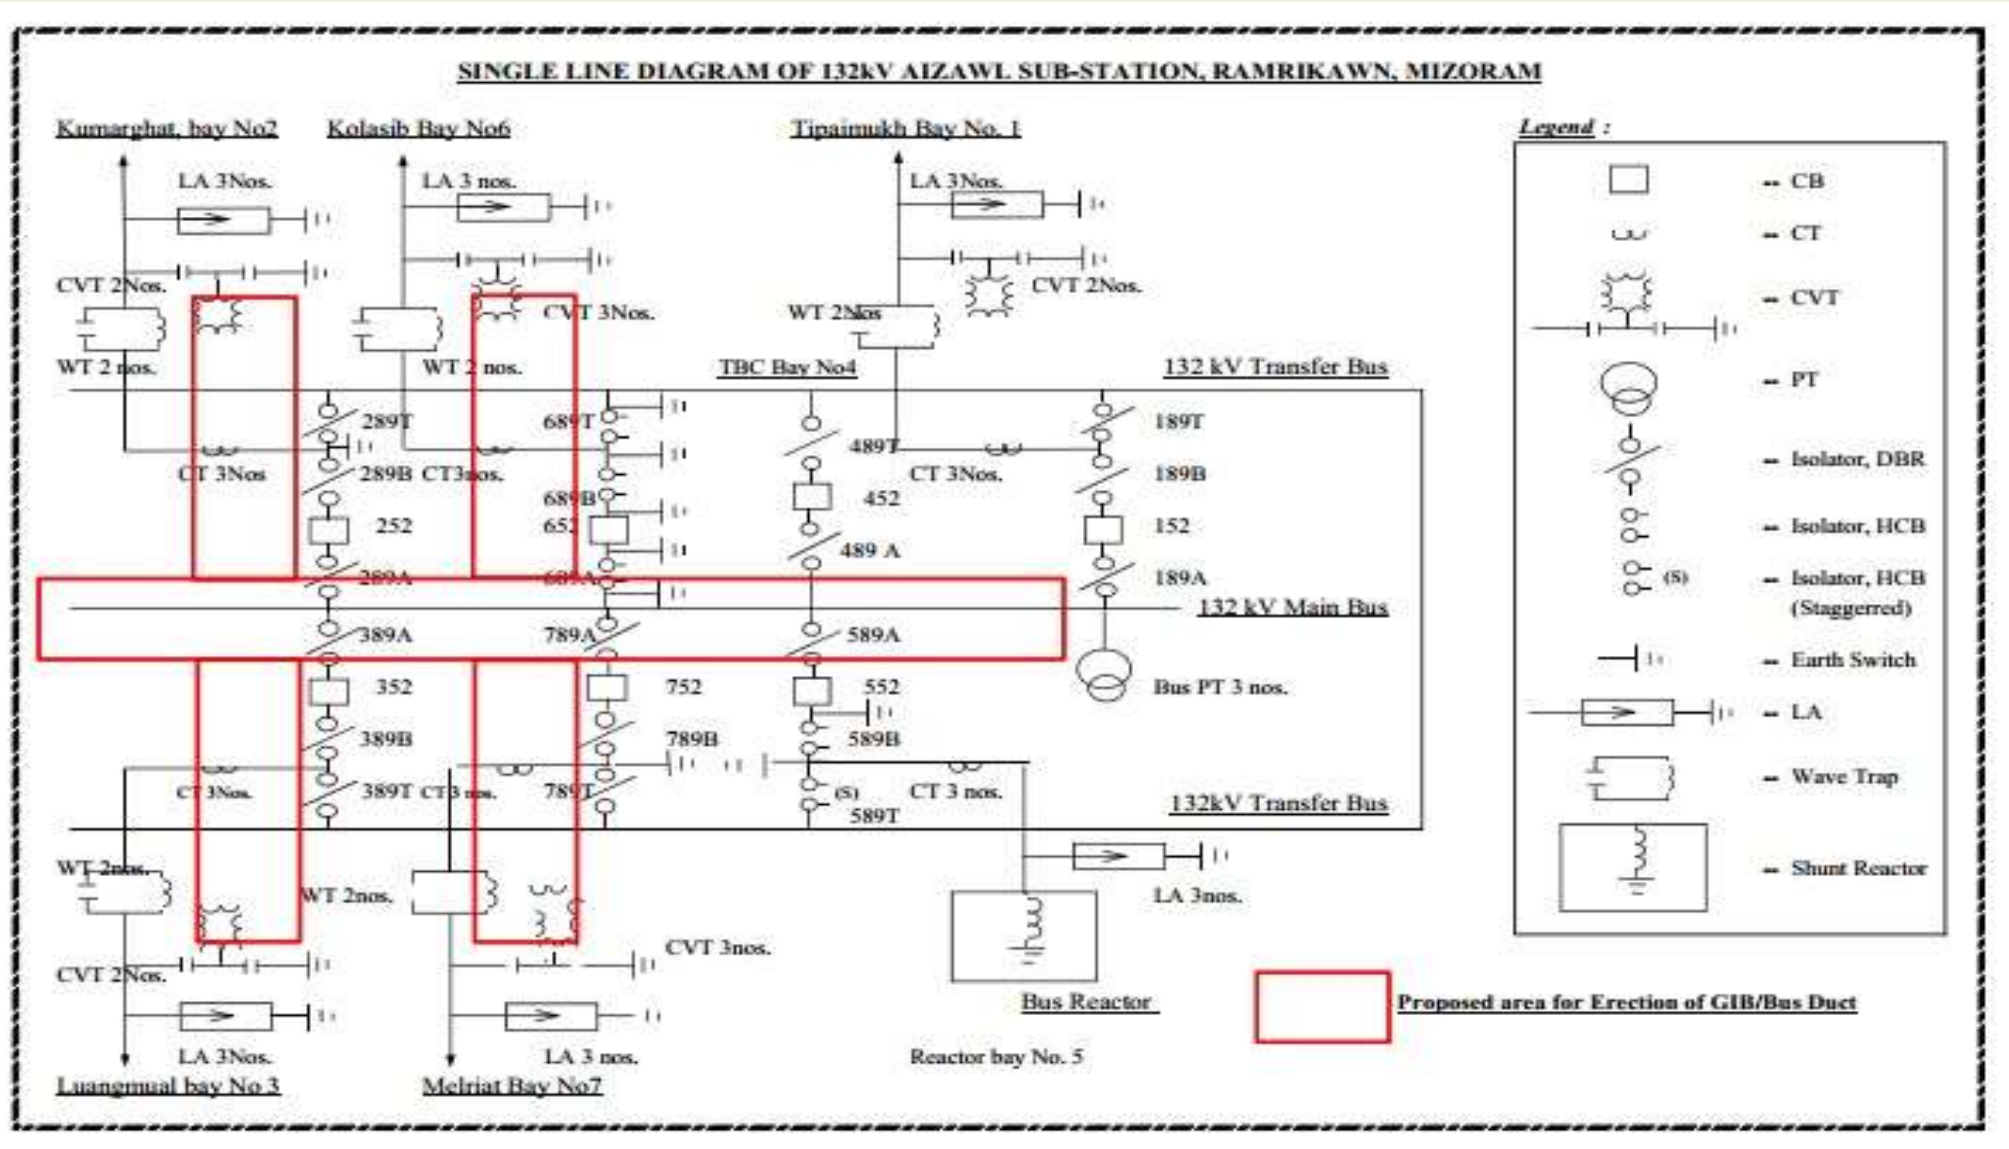 SINGLE LINE DIAGRAM OF 132kV AIZAWL SUB-STATION, RAMRIKAWN, MIZORAM
Kumarghat, bay No2
Kolasib Bay No6
Tipaimukh Bay No. 1
LA 3Nos.
LA 3 nos.
LA 3Nos.
CVT 2Nos.
CVT 3Nos.
CVT 2Nos.
WT 2Nos
WT 2 nos.
WT 2 nos.
TBC Bay No4
132 kV Transfer Bus
289T
689T
489T
189T
CT 3Nos
289B
CT3nos.
689B
452
CT 3Nos.
189B
252
652
489 A
152
289A
689A
189A
132 kV Main Bus
389A
789A
589A
352
752
552
Bus PT 3 nos.
389B
789B
589B
CT 3Nos.
389T
CT3 nos.
789T
(S)
CT 3 nos.
589T
132kV Transfer Bus
WT 2nos.
WT 2nos.
LA 3nos.
CVT 2Nos.
CVT 3nos.
Bus Reactor
LA 3Nos.
LA 3 nos.
Reactor bay No. 5
Luangmual bay No 3
Melriat Bay No7
Legend :
-- CB
-- CT
-- CVT
-- PT
-- Isolator, DBR
-- Isolator, HCB
(S) -- Isolator, HCB
(Staggerred)
-- Earth Switch
-- LA
-- Wave Trap
-- Shunt Reactor
Proposed area for Erection of GIB/Bus Duct